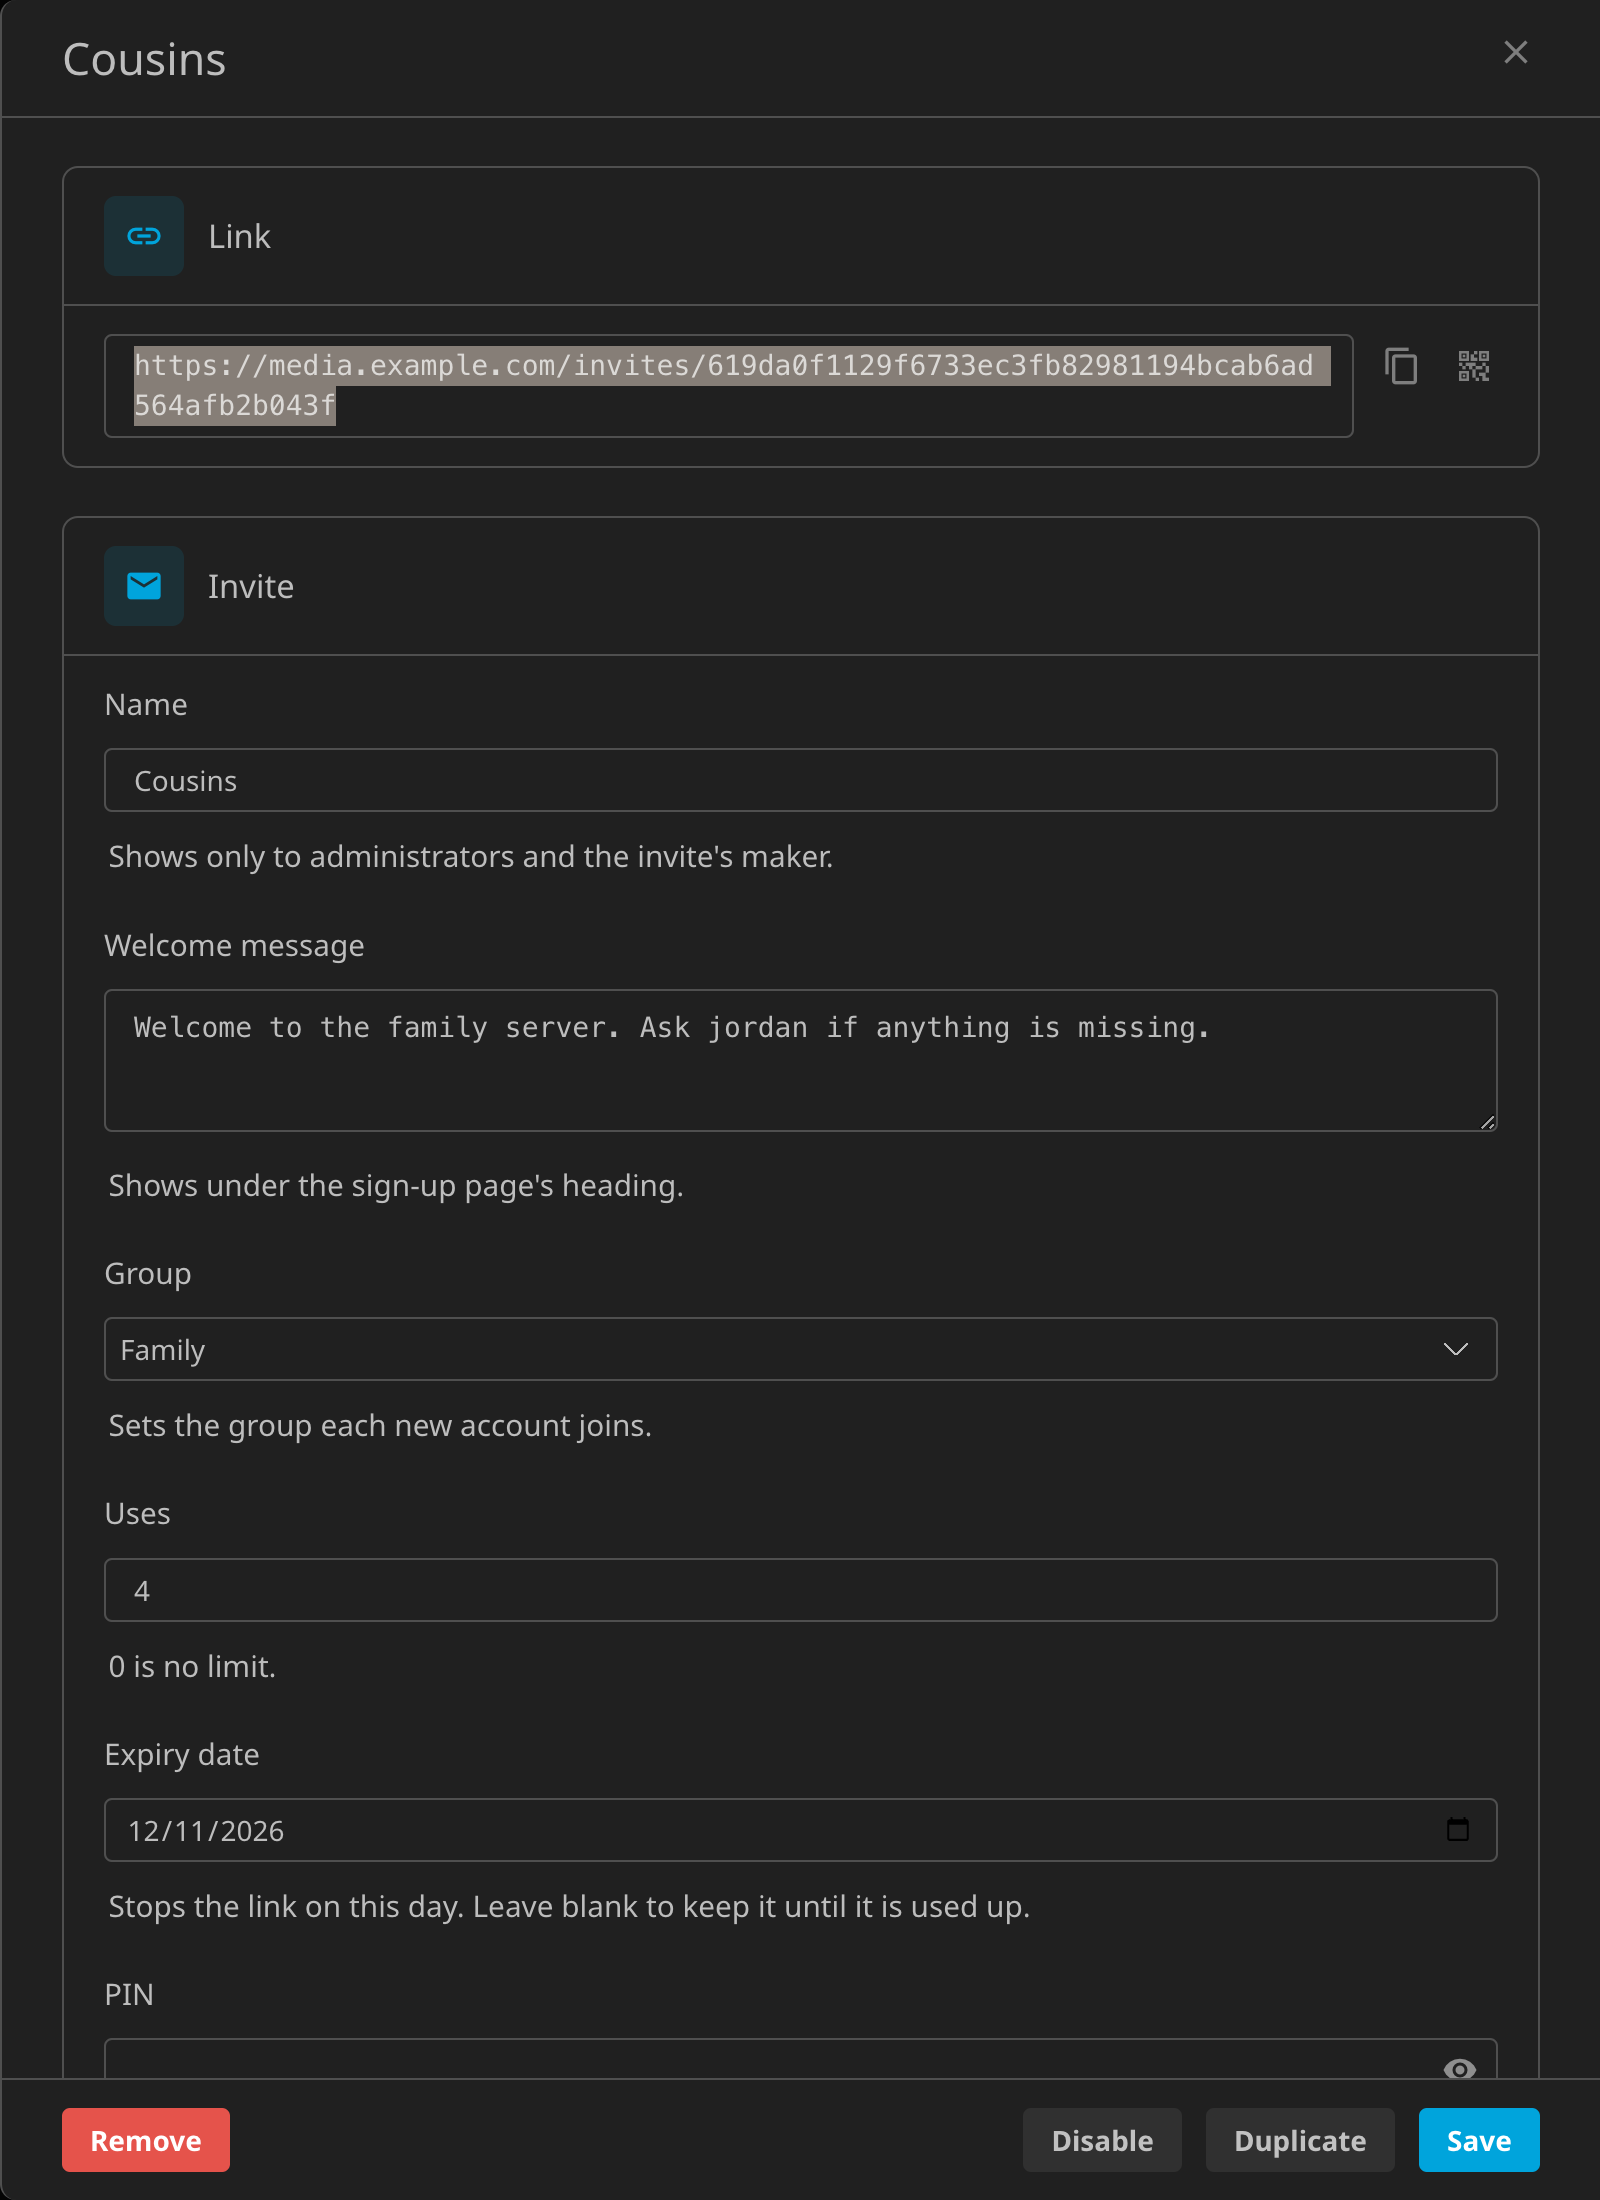 Cousins
Link
https://media.example.com/invites/619da0f1129f6733ec3fb82981194bcab6ad
564afb2b043f
Invite
Name
Cousins
Shows only to administrators and the invite's maker.
Welcome message
Welcome to the family server. Ask jordan if anything is missing.
Shows under the sign-up page's heading.
Group
Family
Sets the group each new account joins.
Uses
4
0 is no limit.
Expiry date
12/11/2026
Stops the link on this day. Leave blank to keep it until it is used up.
PIN
Remove
Disable
Duplicate
Save